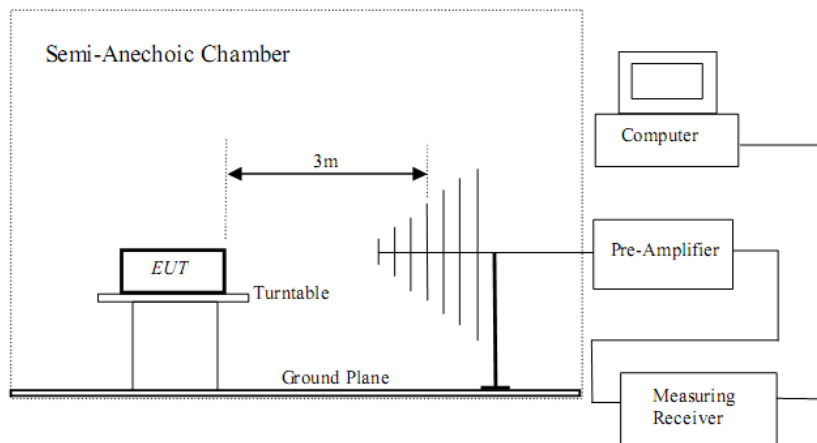 Semi-Anechoic Chamber
Computer
3m
Pre-Amplifier
EUT
Turntable
Ground Plane
Measuring
Receiver